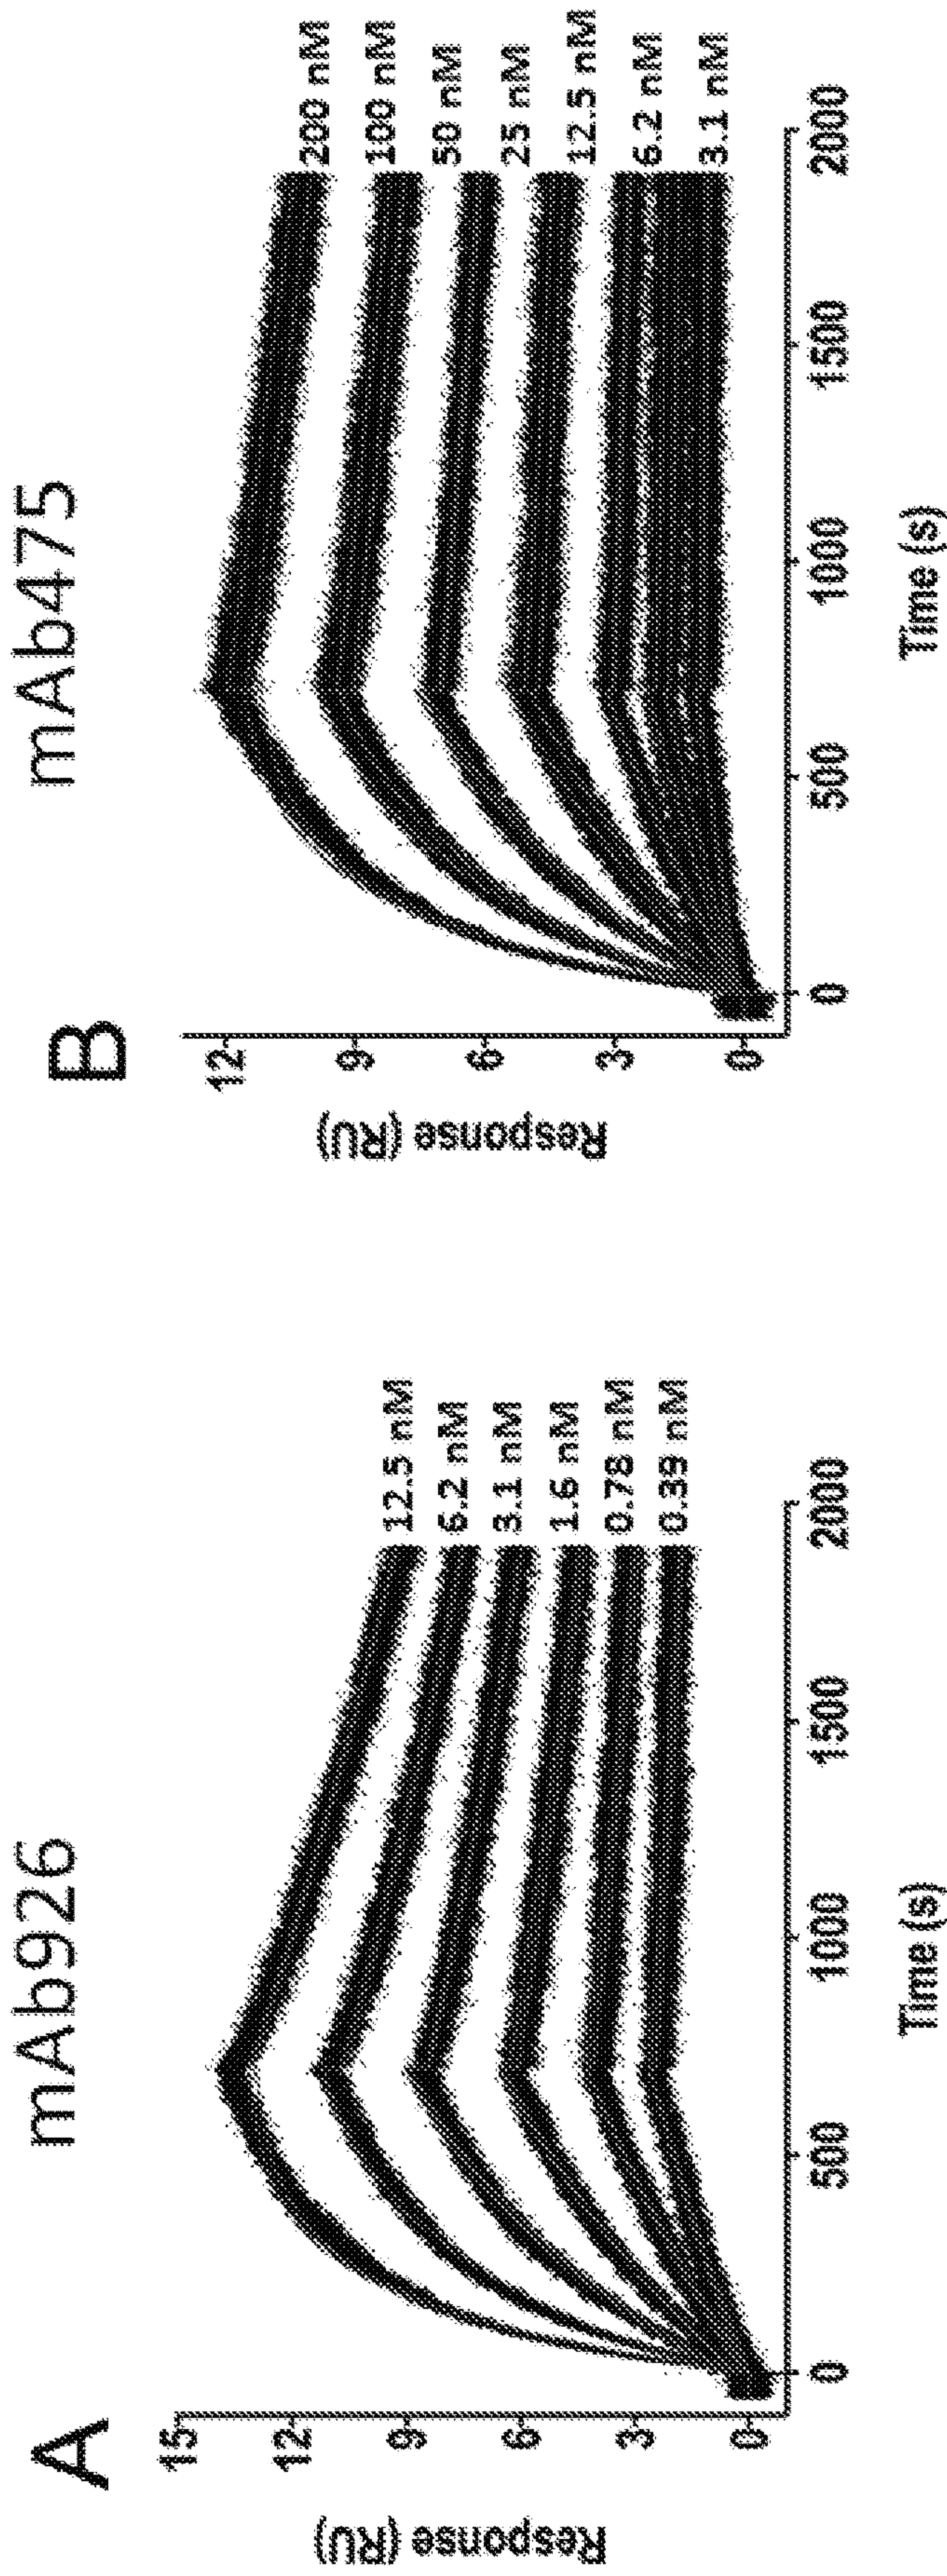 A
mAb926
Response (RU)
15
12
9
6
3
0
12.5 nM
6.2 nM
3.1 nM
1.6 nM
0.78 nM
0.39 nM
0
500
1000
1500
2000
Time (s)
B
mAb475
Response (RU)
12
9
6
3
0
200 nM
100 nM
50 nM
25 nM
12.5 nM
6.2 nM
3.1 nM
0
500
1000
1500
2000
Time (s)